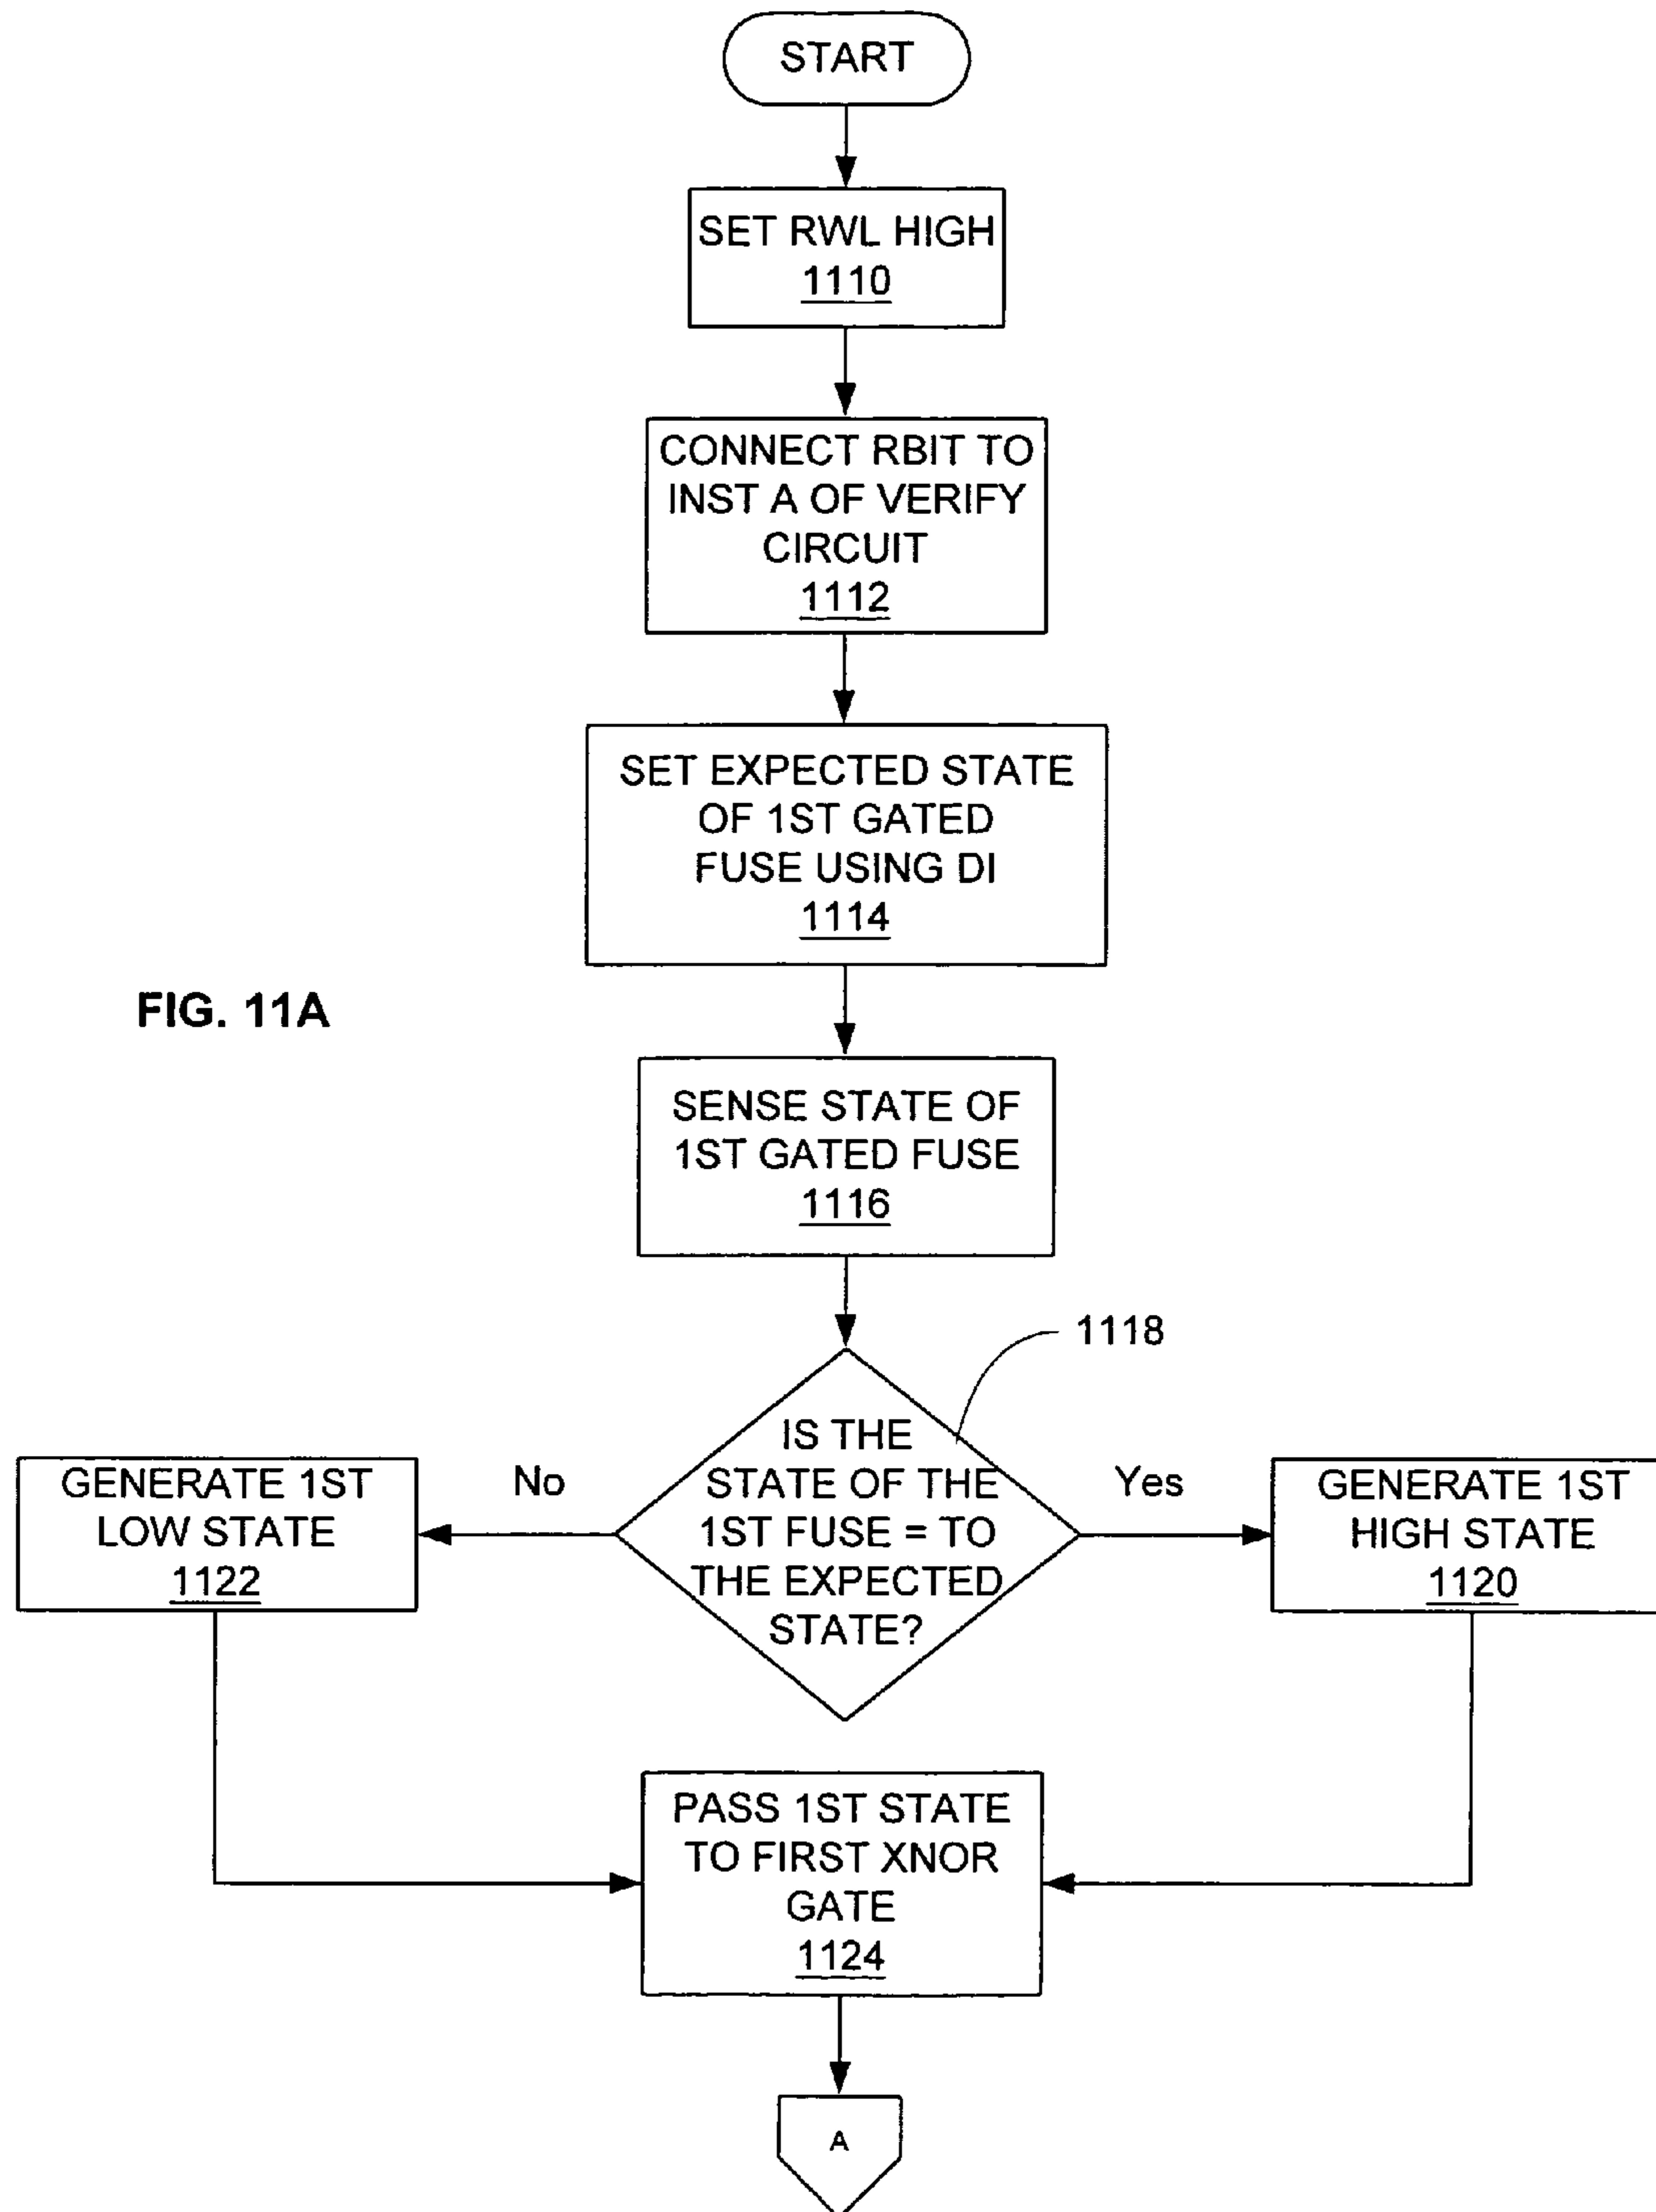 START
SET RWL HIGH
1110
CONNECT RBIT TO
INST A OF VERIFY
CIRCUIT
1112
SET EXPECTED STATE
OF 1ST GATED
FUSE USING DI
1114
FIG. 11A
SENSE STATE OF
1ST GATED FUSE
1116
1118
IS THE
STATE OF THE
1ST FUSE = TO
THE EXPECTED
STATE?
No
Yes
GENERATE 1ST
LOW STATE
1122
GENERATE 1ST
HIGH STATE
1120
PASS 1ST STATE
TO FIRST XNOR
GATE
1124
A